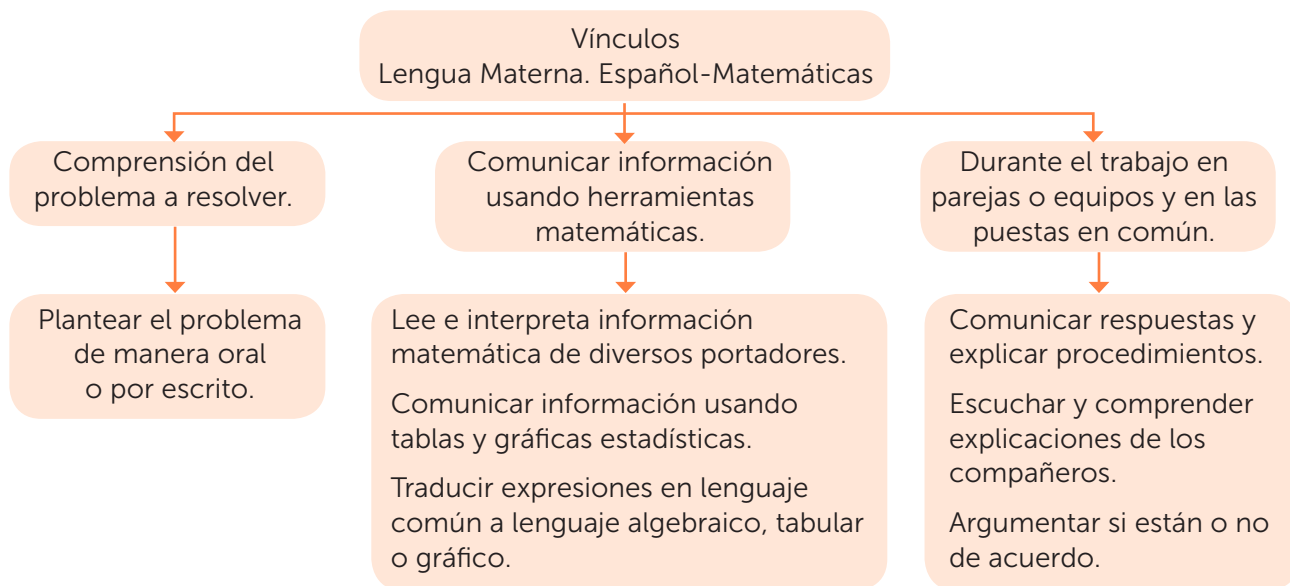 Vínculos
Lengua Materna. Español-Matemáticas
Comprensión del
problema a resolver.
Comunicar información
usando herramientas
matemáticas.
Durante el trabajo en
parejas o equipos y en las
puestas en común.
Plantear el problema
de manera oral
o por escrito.
Lee e interpreta información
matemática de diversos portadores.
Comunicar información usando
tablas y gráficas estadísticas.
Traducir expresiones en lenguaje
común a lenguaje algebraico, tabular
o gráfico.
Comunicar respuestas y
explicar procedimientos.
Escuchar y comprender
explicaciones de los
compañeros.
Argumentar si están o no
de acuerdo.